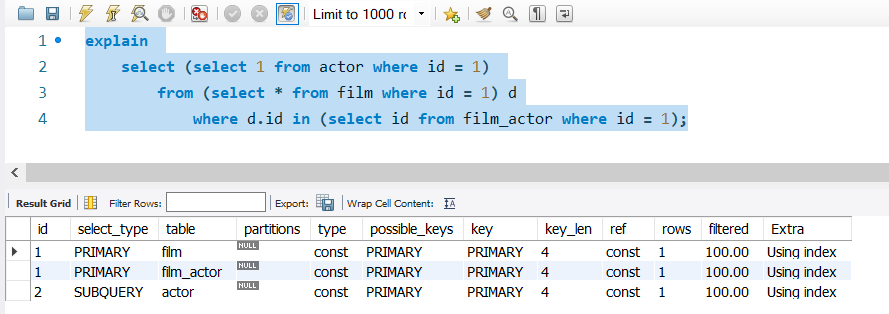 Limit to 1000 rc
1 explain
2 select (select 1 from actor where id = 1)
3 from (select * from film where id = 1) d
4 where d.id in (select id from film_actor where id = 1);
Result Grid Filter Rows: Export: Wrap Cell Content: IA
id select_type table partitions type possible_keys key key_len ref rows filtered Extra
1 PRIMARY film NULL const PRIMARY PRIMARY 4 const 1 100.00 Using index
1 PRIMARY film_actor NULL const PRIMARY PRIMARY 4 const 1 100.00 Using index
2 SUBQUERY actor NULL const PRIMARY PRIMARY 4 const 1 100.00 Using index